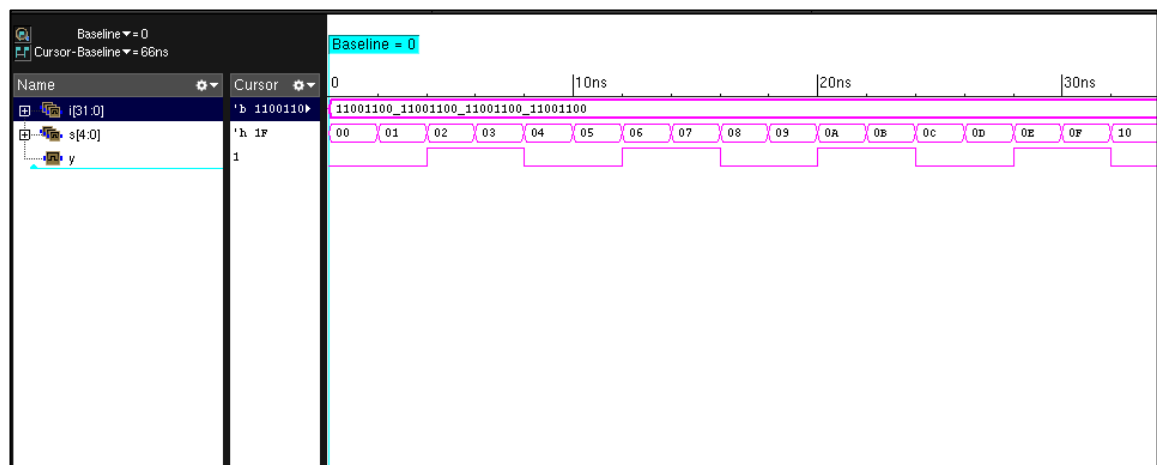 Baseline▼= 0
Cursor-Baseline▼= 66ns
Baseline = 0
Name
Cursor
0
10ns
20ns
30ns
i[31:0]
'b 1100110
11001100_11001100_11001100_11001100
s[4:0]
'h 1F
00 01 02 03 04 05 06 07 08 09 0A 0B 0C 0D 0E 0F 10
y
1